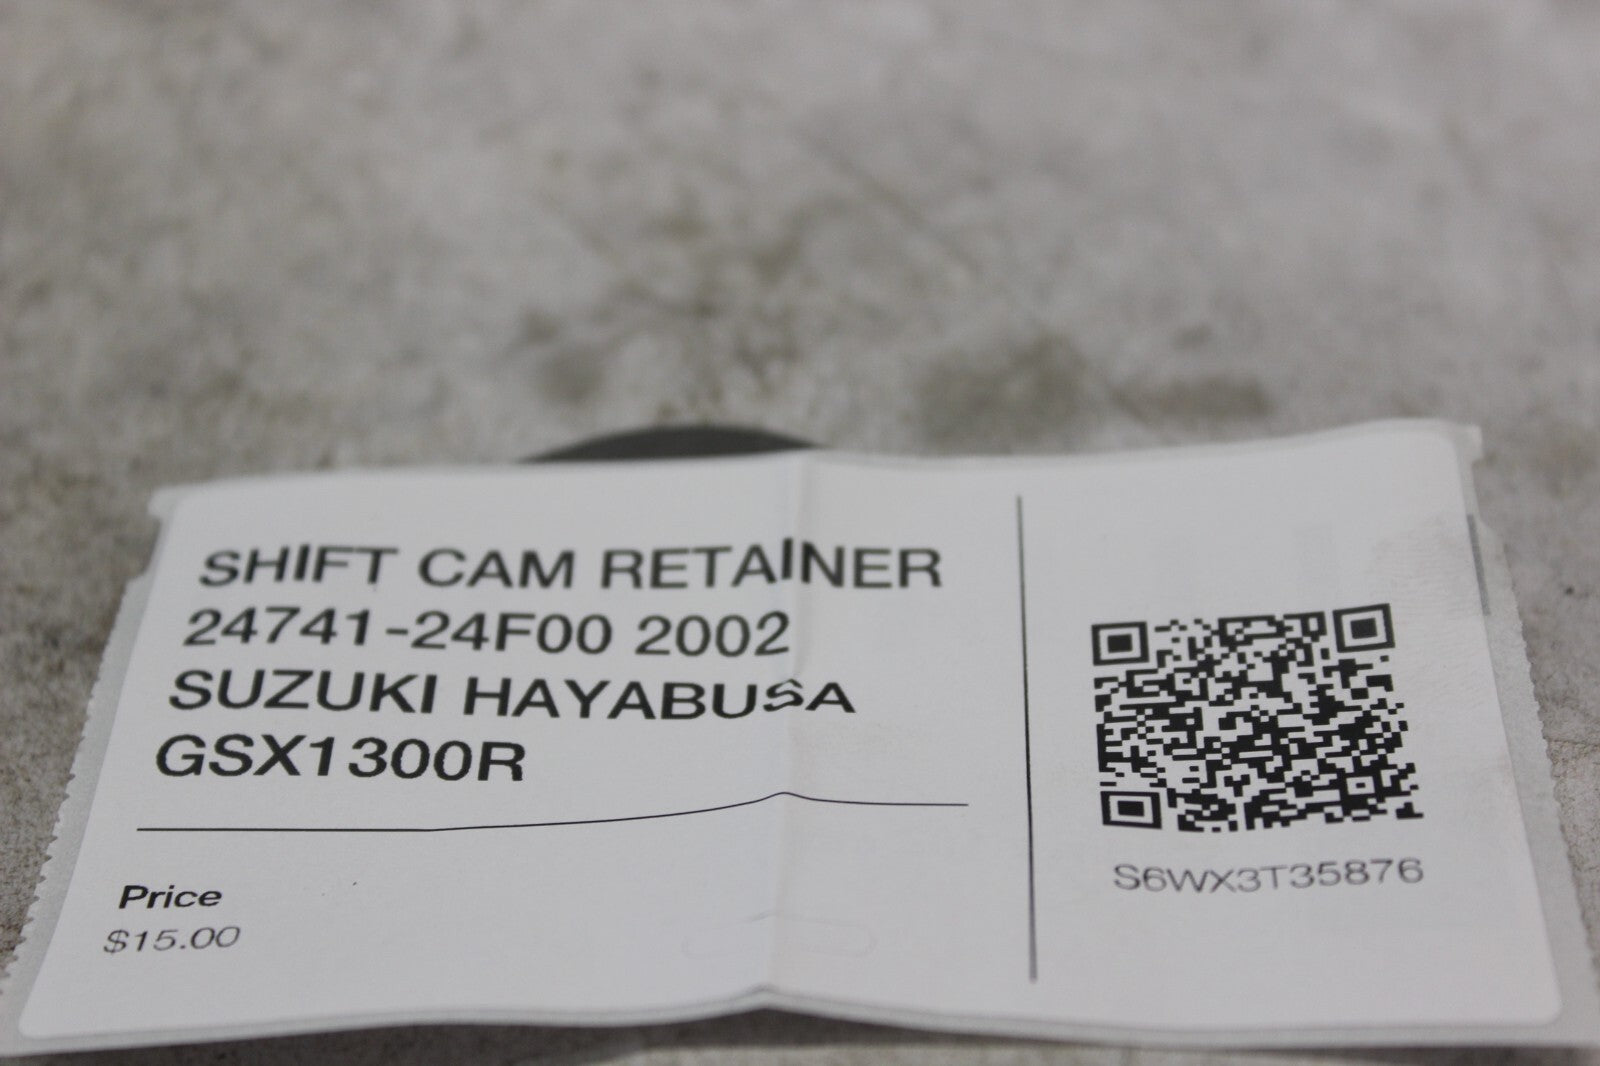 SHIFT CAM RETAINER
24741-24F00 2002
SUZUKI HAYABUSA
GSX1300R
Price
$15.00
S6WX3T35876